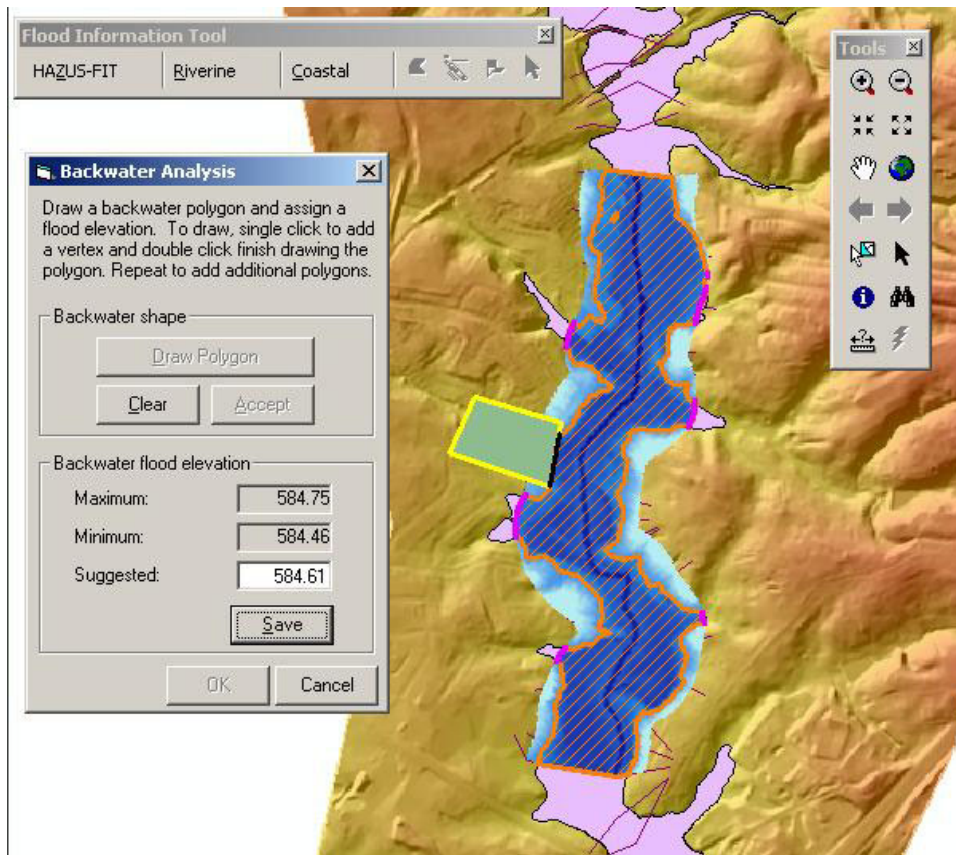 Flood Information Tool
HAZUS-FIT Riverine Coastal
Tools
Backwater Analysis
Draw a backwater polygon and assign a
flood elevation. To draw, single click to add
a vertex and double click finish drawing the
polygon. Repeat to add additional polygons.
Backwater shape
Draw Polygon
Clear Accept
Backwater flood elevation
Maximum: 584.75
Minimum: 584.46
Suggested: 584.61
Save
OK Cancel